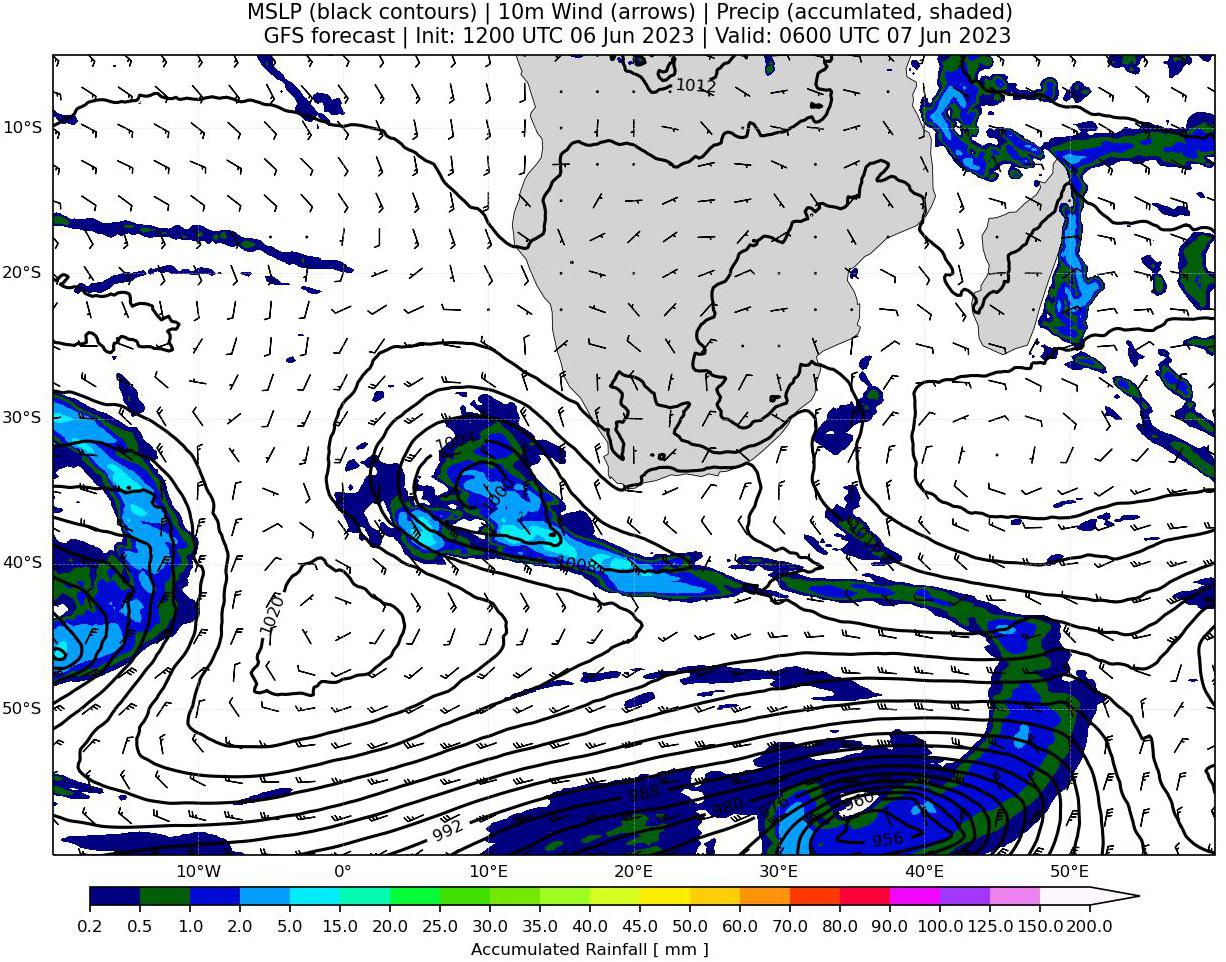 MSLP (black contours) | 10m Wind (arrows) | Precip (accumlated, shaded)
GFS forecast | Init: 1200 UTC 06 Jun 2023 | Valid: 0600 UTC 07 Jun 2023
1012
10°S
20°S
30°S
40°S
1008
1020
50°S
988
980
976
960
992
956
10°W 0° 10°E 20°E 30°E 40°E 50°E
0.2 0.5 1.0 2.0 5.0 10.0 15.0 20.0 25.0 30.0 35.0 40.0 45.0 50.0 60.0 70.0 80.0 90.0 100.0 125.0 150.0 200.0
Accumulated Rainfall [ mm ]